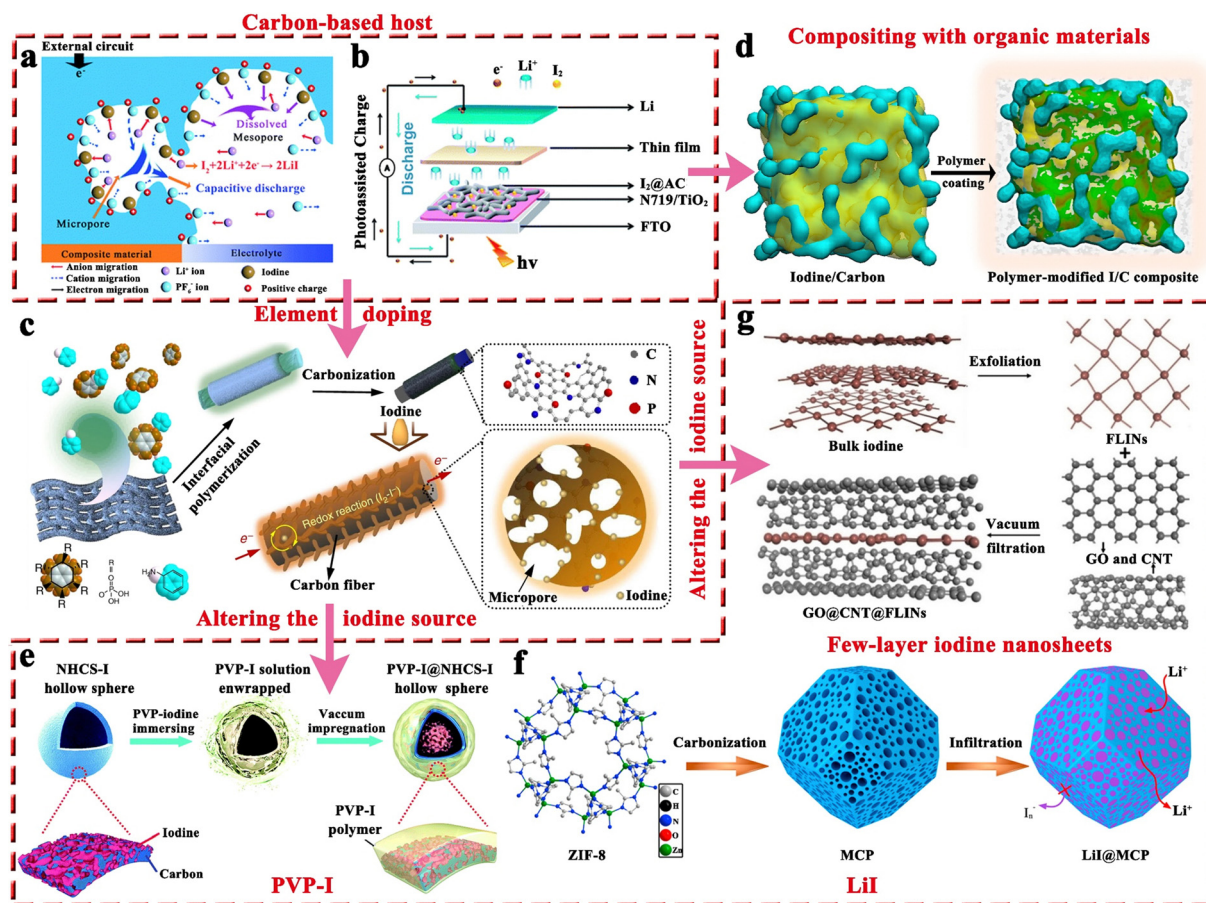 Carbon-based host
a
External circuit
e-
Dissolved
Mesopore
I2+2Li++2e-→ 2LiI
Capacitive discharge
Micropore
Composite material
Electrolyte
Anion migration
Cation migration
Electron migration
Li+ ion
PF6- ion
Iodine
Positive charge
b
e-
Li+
I2
Photoassisted Charge
Discharge
A
Li
Thin film
I2@AC
N719/TiO2
FTO
hν
d
Compositing with organic materials
Polymer
coating
Iodine/Carbon
Polymer-modified I/C composite
Element doping
c
Carbonization
Interfacial
polymerization
Iodine
C
N
P
e-
Redox reaction (I2-I-)
e-
Carbon fiber
Micropore
Iodine
R
R
R
R
R
R
R
O
P
OH
O
OH
H2N
Altering the iodine source
Altering the iodine source
g
Exfoliation
Bulk iodine
FLINs
+
Vacuum
filtration
GO and CNT
GO@CNT@FLINs
Few-layer iodine nanosheets
e
NHCS-I
hollow sphere
PVP-I solution
enwrapped
PVP-I@NHCS-I
hollow sphere
PVP-iodine
immersing
Vaccum
impregnation
Iodine
Carbon
PVP-I
polymer
PVP-I
f
Carbonization
Infiltration
C
H
N
O
Zn
ZIF-8
MCP
LiI@MCP
Li+
Li+
In-
LiI